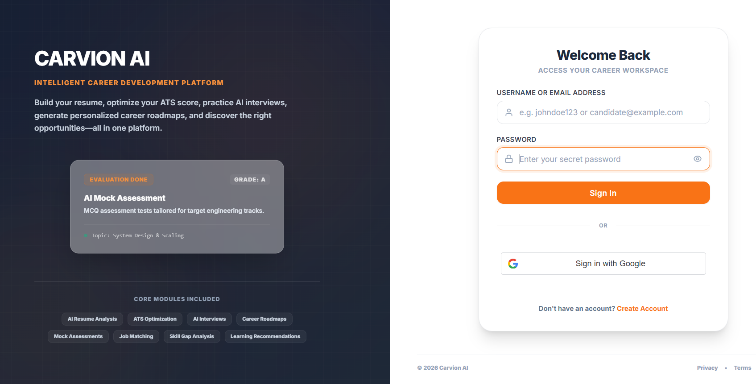 CARVION AI
INTELLIGENT CAREER DEVELOPMENT PLATFORM
Build your resume, optimize your ATS score, practice AI interviews,
generate personalized career roadmaps, and discover the right
opportunities—all in one platform.
EVALUATION DONE
GRADE: A
AI Mock Assessment
MCQ assessment tests tailored for target engineering tracks.
Topic: System Design & Scaling
CORE MODULES INCLUDED
AI Resume Analysis
ATS Optimization
AI Interviews
Career Roadmaps
Mock Assessments
Job Matching
Skill Gap Analysis
Learning Recommendations
Welcome Back
ACCESS YOUR CAREER WORKSPACE
USERNAME OR EMAIL ADDRESS
e.g. johndoe123 or candidate@example.com
PASSWORD
Enter your secret password
Sign In
OR
Sign in with Google
Don't have an account? Create Account
© 2026 Carvion AI
Privacy • Terms